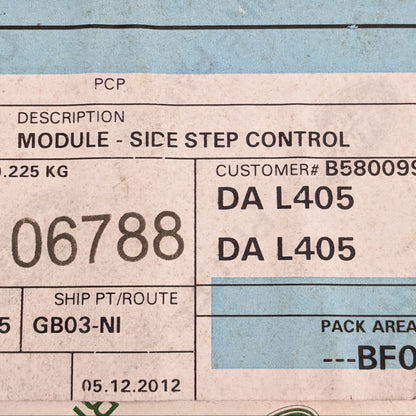 PCP
DESCRIPTION
MODULE - SIDE STEP CONTROL
.225 KG
CUSTOMER# B580099
DA L405
06788
DA L405
SHIP PT/ROUTE
5 GB03-NI
PACK AREA
---BF0
05.12.2012